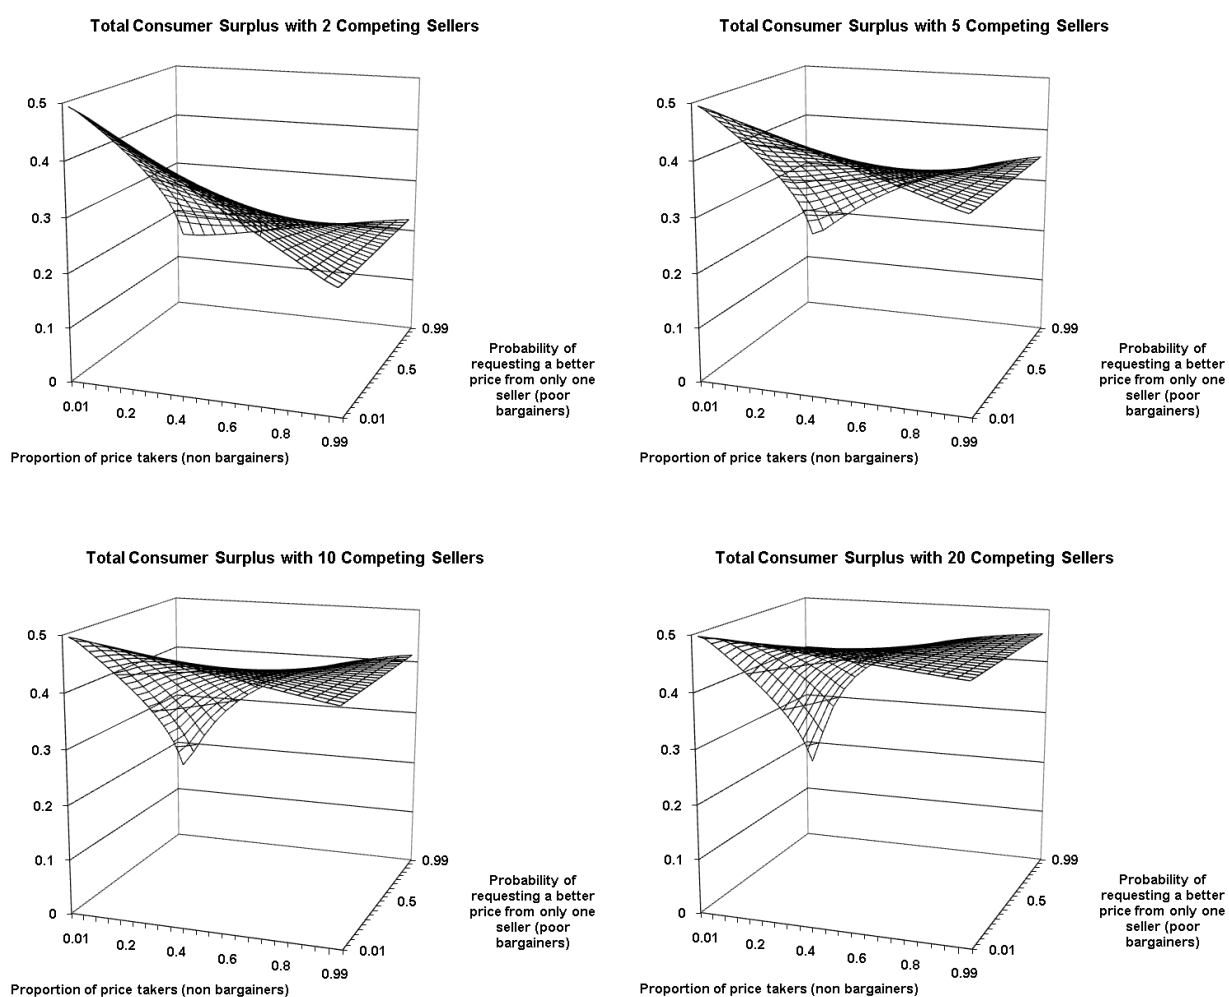 Total Consumer Surplus with 2 Competing Sellers
0.5
0.4
0.3
0.2
0.1
0
0.01
0.2
0.4
0.6
0.8
0.99
0.01
0.5
0.99
Probability of
requesting a better
price from only one
seller (poor
bargainers)
Proportion of price takers (non bargainers)
Total Consumer Surplus with 5 Competing Sellers
0.5
0.4
0.3
0.2
0.1
0
0.01
0.2
0.4
0.6
0.8
0.99
0.01
0.5
0.99
Probability of
requesting a better
price from only one
seller (poor
bargainers)
Proportion of price takers (non bargainers)
Total Consumer Surplus with 10 Competing Sellers
0.5
0.4
0.3
0.2
0.1
0
0.01
0.2
0.4
0.6
0.8
0.99
0.01
0.5
0.99
Probability of
requesting a better
price from only one
seller (poor
bargainers)
Proportion of price takers (non bargainers)
Total Consumer Surplus with 20 Competing Sellers
0.5
0.4
0.3
0.2
0.1
0
0.01
0.2
0.4
0.6
0.8
0.99
0.01
0.5
0.99
Probability of
requesting a better
price from only one
seller (poor
bargainers)
Proportion of price takers (non bargainers)